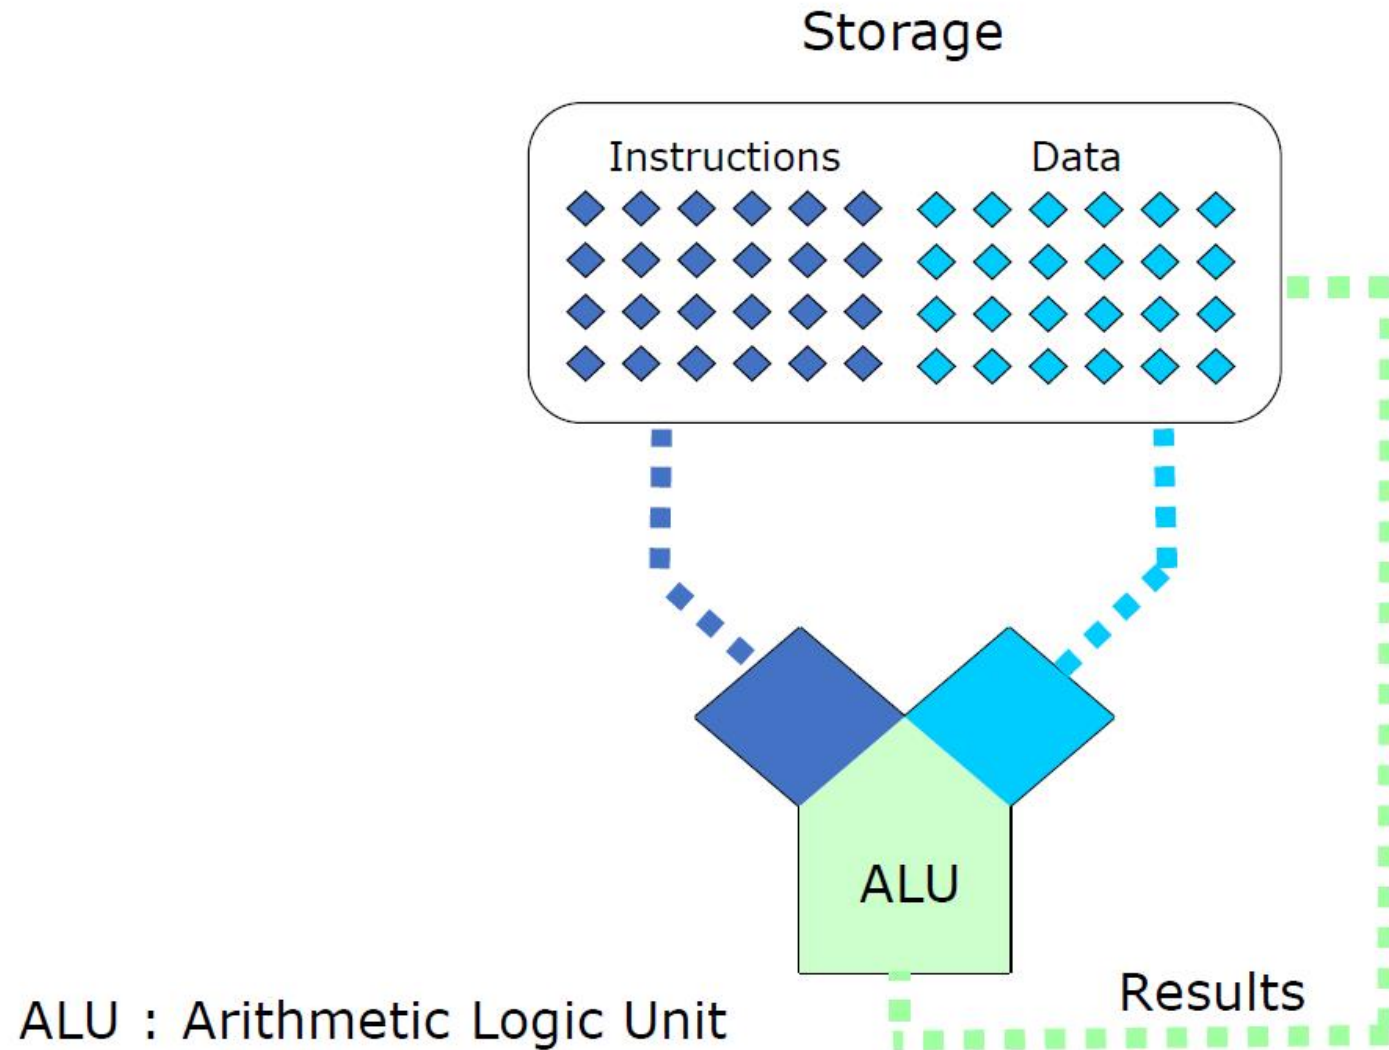 Storage
Instructions Data
ALU
Results
ALU : Arithmetic Logic Unit